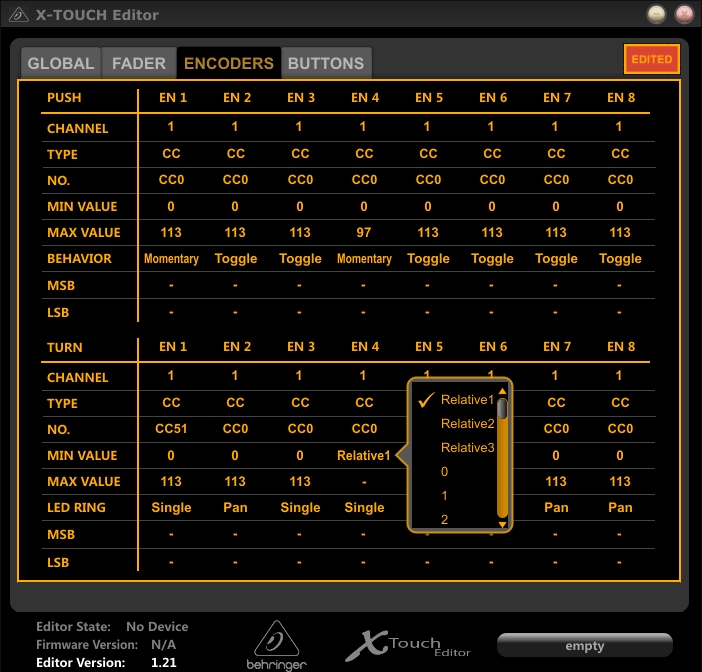 X-TOUCH Editor
GLOBAL FADER ENCODERS BUTTONS EDITED
PUSH EN 1 EN 2 EN 3 EN 4 EN 5 EN 6 EN 7 EN 8
CHANNEL 1 1 1 1 1 1 1 1
TYPE CC CC CC CC CC CC CC CC
NO. CC0 CC0 CC0 CC0 CC0 CC0 CC0 CC0
MIN VALUE 0 0 0 0 0 0 0 0
MAX VALUE 113 113 113 97 113 113 113 113
BEHAVIOR Momentary Toggle Toggle Momentary Toggle Toggle Toggle Toggle
MSB - - - - - - - -
LSB - - - - - - - -
TURN EN 1 EN 2 EN 3 EN 4 EN 5 EN 6 EN 7 EN 8
CHANNEL 1 1 1 1 1 1 1 1
TYPE CC CC CC CC Relative1 CC CC
NO. CC51 CC0 CC0 CC0 Relative2 CC0 CC0
MIN VALUE 0 0 0 Relative1 Relative3 0 0
MAX VALUE 113 113 113 - 0 113 113
LED RING Single Pan Single Single 1 Pan Pan
2
MSB - - - - - - - -
LSB - - - - - - - -
Editor State: No Device
Firmware Version: N/A
Editor Version: 1.21
behringer
X Touch Editor
empty